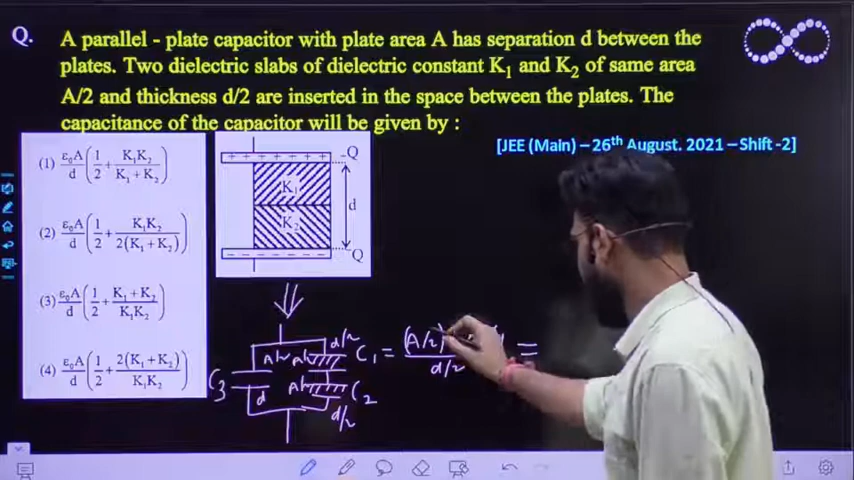 Q. A parallel - plate capacitor with plate area A has separation d between the
plates. Two dielectric slabs of dielectric constant K₁ and K₂ of same area
A/2 and thickness d/2 are inserted in the space between the plates. The
capacitance of the capacitor will be given by :
[JEE (Main) – 26th August. 2021 – Shift -2]
(1) ε₀A/d (1/2 + K₁K₂/(K₁ + K₂))
(2) ε₀A/d (1/2 + K₁K₂/(2(K₁ + K₂)))
(3) ε₀A/d (1/2 + (K₁ + K₂)/(K₁K₂))
(4) ε₀A/d (1/2 + 2(K₁ + K₂)/(K₁K₂))
+ + + + + + + + -Q
K₁
d
K₂
- - - - - - - - Q
d/2
A/2 A/2 C₁ = (A/2) / d/2 =
C₃ d A/2 C₂
d/2